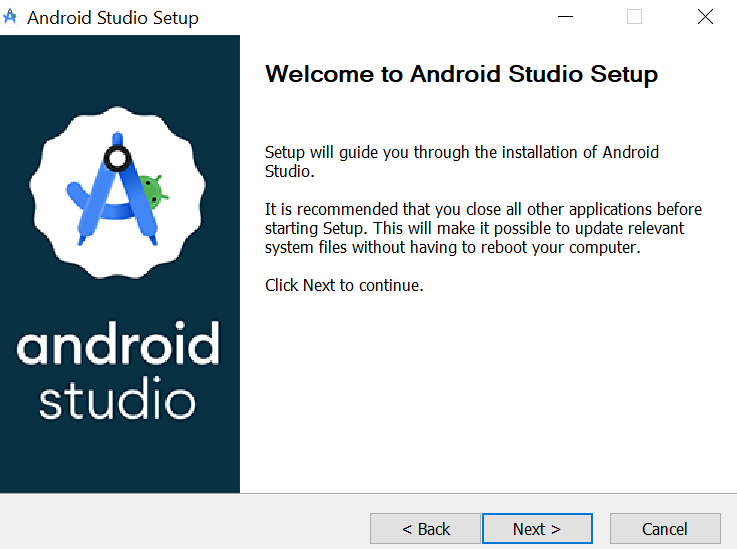 Android Studio Setup
Welcome to Android Studio Setup
Setup will guide you through the installation of Android
Studio.
It is recommended that you close all other applications before
starting Setup. This will make it possible to update relevant
system files without having to reboot your computer.
Click Next to continue.
android
studio
< Back
Next >
Cancel